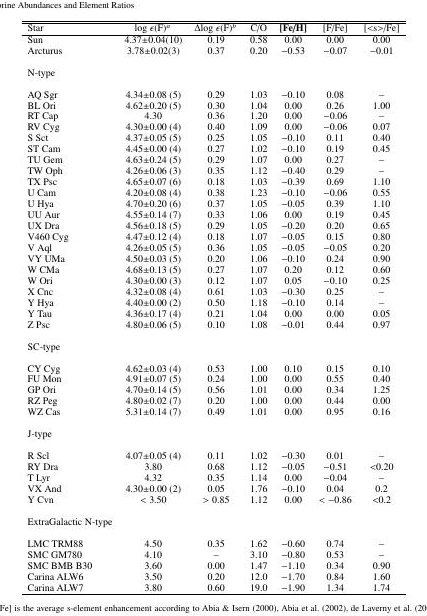 orine Abundances and Element Ratios
Star log ϵ(F)a Δlog ϵ(F)b C/O [Fe/H] [F/Fe] [<s>/Fe]
Sun 4.37±0.04(10) 0.19 0.58 0.00 0.00 0.00
Arcturus 3.78±0.02(3) 0.37 0.20 −0.53 −0.07 −0.01
N-type
AQ Sgr 4.34±0.08 (5) 0.29 1.03 −0.10 0.08 –
BL Ori 4.62±0.20 (5) 0.30 1.04 0.00 0.26 1.00
RT Cap 4.30 0.36 1.20 0.00 −0.06 –
RV Cyg 4.30±0.00 (4) 0.40 1.09 0.00 −0.06 0.07
S Sct 4.37±0.05 (5) 0.25 1.05 −0.10 0.11 0.40
ST Cam 4.45±0.00 (4) 0.27 1.02 −0.10 0.19 0.45
TU Gem 4.63±0.24 (5) 0.29 1.07 0.00 0.27 –
TW Oph 4.26±0.06 (3) 0.35 1.12 −0.40 0.29 –
TX Psc 4.65±0.07 (6) 0.18 1.03 −0.39 0.69 1.10
U Cam 4.20±0.08 (4) 0.38 1.23 −0.10 −0.06 0.55
U Hya 4.70±0.20 (6) 0.37 1.05 −0.05 0.39 1.10
UU Aur 4.55±0.14 (7) 0.33 1.06 0.00 0.19 0.45
UX Dra 4.56±0.18 (5) 0.29 1.05 −0.20 0.20 0.65
V460 Cyg 4.47±0.12 (4) 0.18 1.07 −0.05 0.15 0.80
V Aql 4.26±0.05 (5) 0.36 1.05 −0.05 −0.05 0.20
VY UMa 4.50±0.03 (5) 0.20 1.06 −0.10 0.24 0.90
W CMa 4.68±0.13 (5) 0.27 1.07 0.20 0.12 0.60
W Ori 4.30±0.00 (3) 0.12 1.07 0.05 −0.10 0.25
X Cnc 4.32±0.08 (4) 0.61 1.03 −0.30 0.25 –
Y Hya 4.40±0.00 (2) 0.50 1.18 −0.10 0.14 –
Y Tau 4.36±0.17 (4) 0.21 1.04 0.00 0.00 0.05
Z Psc 4.80±0.06 (5) 0.10 1.08 −0.01 0.44 0.97
SC-type
CY Cyg 4.62±0.03 (4) 0.53 1.00 0.10 0.15 0.10
FU Mon 4.91±0.07 (5) 0.24 1.00 0.00 0.55 0.40
GP Ori 4.70±0.14 (5) 0.56 1.01 0.00 0.34 1.25
RZ Peg 4.80±0.02 (7) 0.20 1.00 0.00 0.44 0.00
WZ Cas 5.31±0.14 (7) 0.49 1.01 0.00 0.95 0.16
J-type
R Scl 4.07±0.05 (4) 0.11 1.02 −0.30 0.01 –
RY Dra 3.80 0.68 1.12 −0.05 −0.51 <0.20
T Lyr 4.32 0.35 1.14 0.00 −0.04 –
VX And 4.30±0.00 (2) 0.05 1.76 −0.10 0.04 0.2
Y Cvn < 3.50 > 0.85 1.12 0.00 < −0.86 <0.2
ExtraGalactic N-type
LMC TRM88 4.50 0.35 1.62 −0.60 0.74 –
SMC GM780 4.10 – 3.10 −0.80 0.53 –
SMC BMB B30 3.60 0.00 1.47 −1.10 0.34 0.90
Carina ALW6 3.50 0.20 12.0 −1.70 0.84 1.60
Carina ALW7 3.80 0.60 19.0 −1.90 1.34 1.74
Fe] is the average s-element enhancement according to Abia & Isern (2000), Abia et al. (2002), de Laverny et al. (20